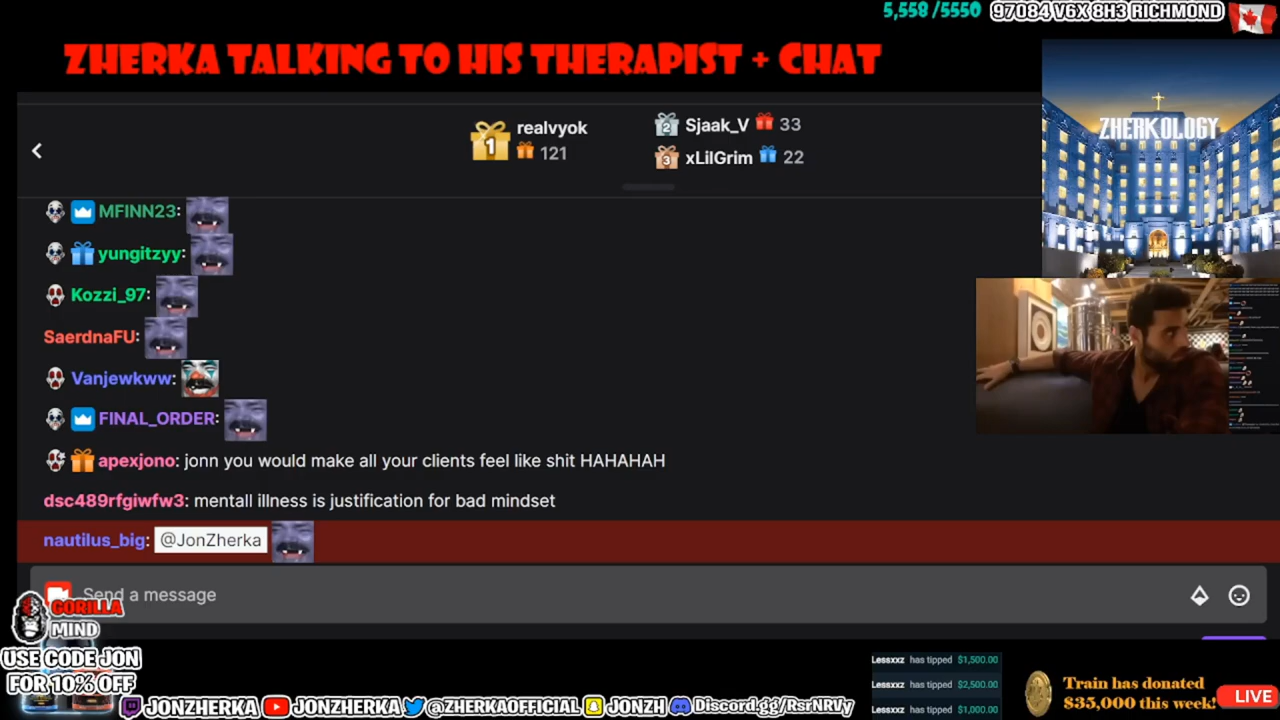 5,558 /5550
97084 V6X 8H3 RICHMOND
ZHERKA TALKING TO HIS THERAPIST + CHAT
ZHERKOLOGY
1
realvyok
121
2
Sjaak_V
33
3
xLilGrim
22
MFINN23:
yungitzyy:
Kozzi_97:
SaerdnaFU:
Vanjewkww:
FINAL_ORDER:
apexjono: jonn you would make all your clients feel like shit HAHAHAH
dsc489rfgiwfw3: mentall illness is justification for bad mindset
nautilus_big: @JonZherka
Send a message
GORILLA
MIND
USE CODE JON
FOR 10% OFF
JONZHERKA
JONZHERKA
@ZHERKAOFFICIAL
JONZH
Discord.gg/RsrNRVy
Lessxxz has tipped $1,500.00
Lessxxz has tipped $2,500.00
Lessxxz has tipped $1,000.00
Train has donated
$35,000 this week!
LIVE